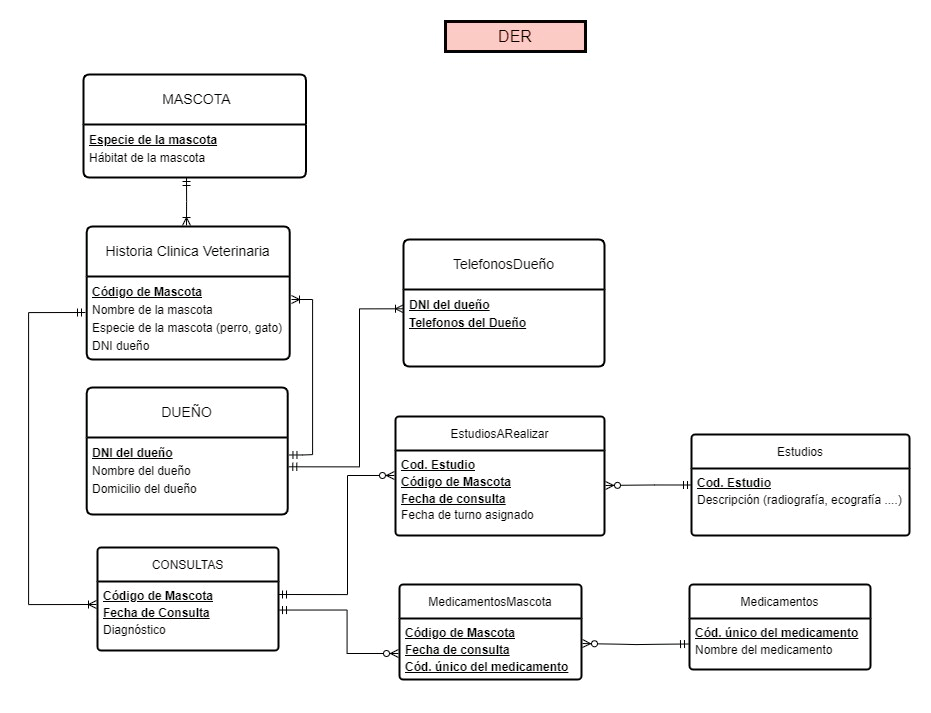 DER
MASCOTA
Especie de la mascota
Hábitat de la mascota
Historia Clinica Veterinaria
Código de Mascota
Nombre de la mascota
Especie de la mascota (perro, gato)
DNI dueño
TelefonosDueño
DNI del dueño
Telefonos del Dueño
DUEÑO
DNI del dueño
Nombre del dueño
Domicilio del dueño
EstudiosARealizar
Cod. Estudio
Código de Mascota
Fecha de consulta
Fecha de turno asignado
Estudios
Cod. Estudio
Descripción (radiografía, ecografía ....)
CONSULTAS
Código de Mascota
Fecha de Consulta
Diagnóstico
MedicamentosMascota
Código de Mascota
Fecha de consulta
Cód. único del medicamento
Medicamentos
Cód. único del medicamento
Nombre del medicamento